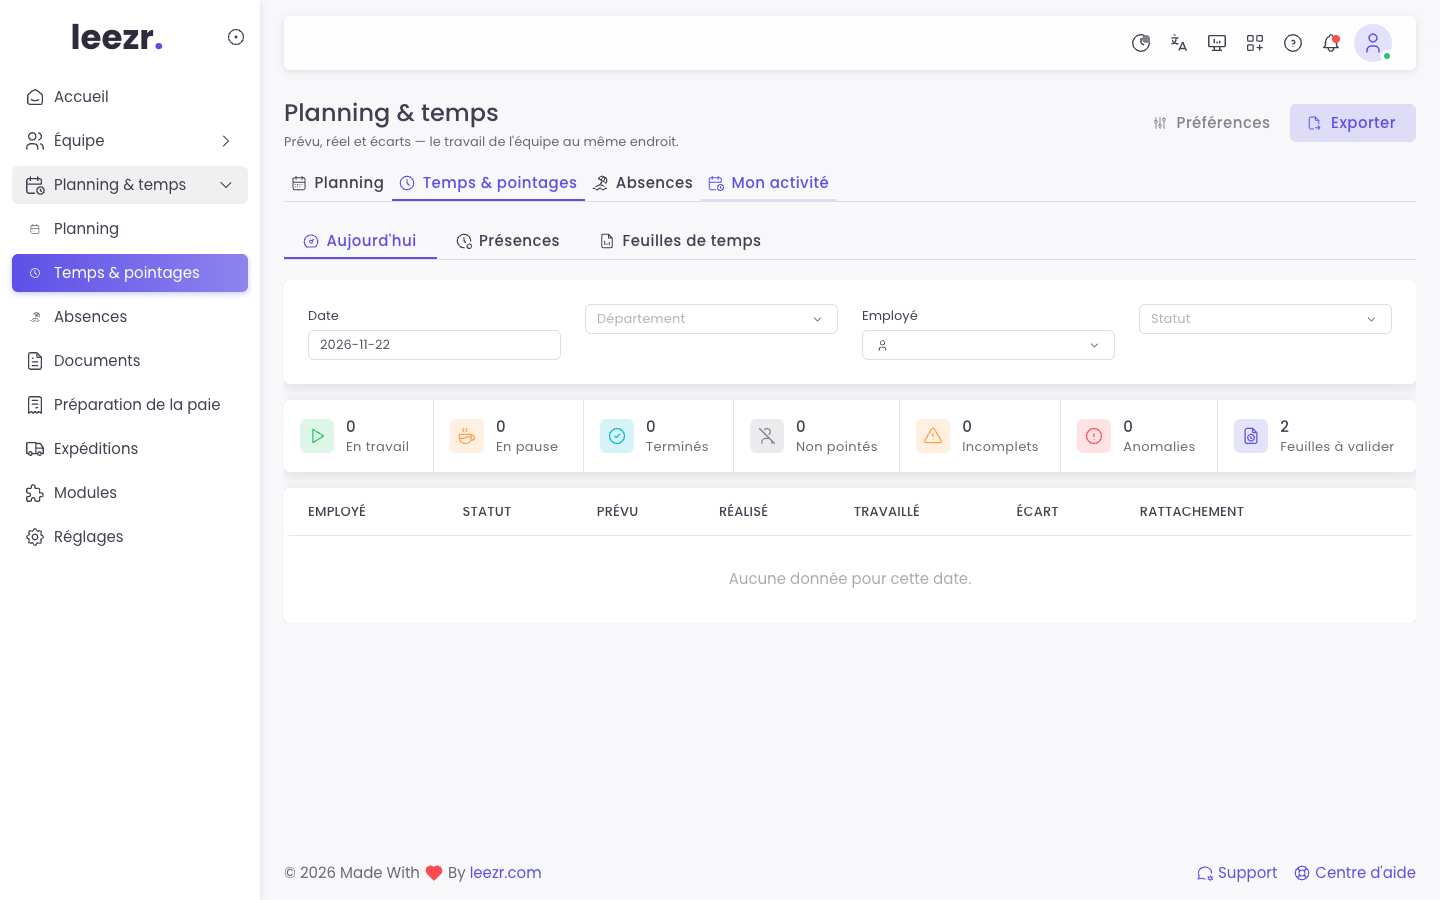 leezr.
Accueil
Équipe
Planning & temps
Planning
Temps & pointages
Absences
Documents
Préparation de la paie
Expéditions
Modules
Réglages
Planning & temps
Prévu, réel et écarts — le travail de l'équipe au même endroit.
Préférences
Exporter
Planning
Temps & pointages
Absences
Mon activité
Aujourd'hui
Présences
Feuilles de temps
Date
2026-11-22
Département
Employé
Statut
0
En travail
0
En pause
0
Terminés
0
Non pointés
0
Incomplets
0
Anomalies
2
Feuilles à valider
EMPLOYÉ STATUT PRÉVU RÉALISÉ TRAVAILLÉ ÉCART RATTACHEMENT
Aucune donnée pour cette date.
© 2026 Made With By leezr.com
Support
Centre d'aide